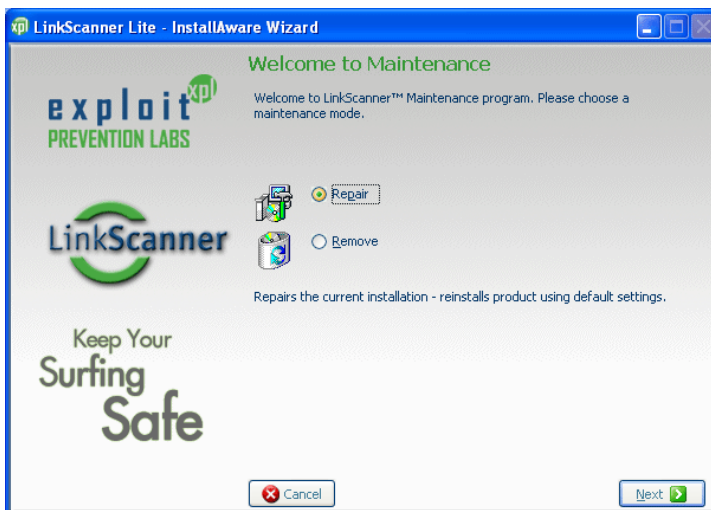 xpl LinkScanner Lite - InstallAware Wizard
Welcome to Maintenance
Welcome to LinkScanner™ Maintenance program. Please choose a
maintenance mode.
exploit xpl
PREVENTION LABS
Repair
Remove
LinkScanner
Repairs the current installation - reinstalls product using default settings.
Keep Your
Surfing
Safe
Cancel
Next